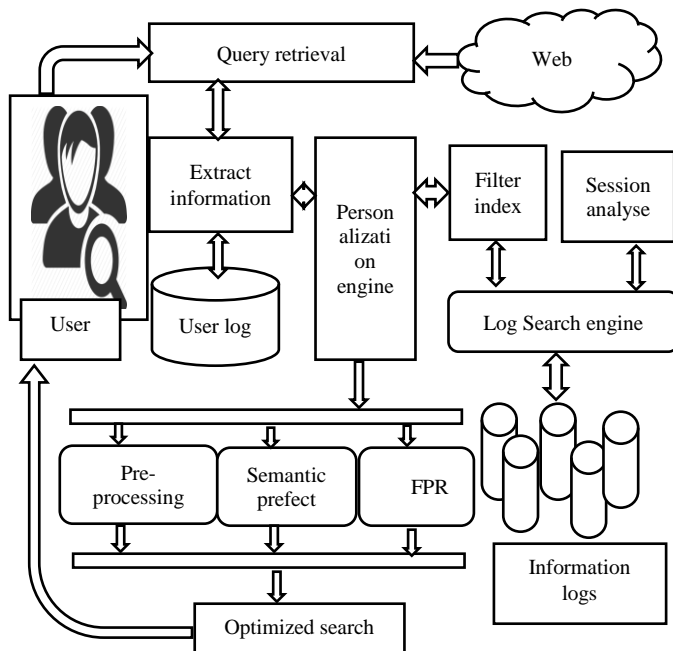 Query retrieval
Web
Extract
information
Person
alizati
on
engine
Filter
index
Session
analyse
User
User log
Log Search engine
Pre-
processing
Semantic
prefect
FPR
Information
logs
Optimized search